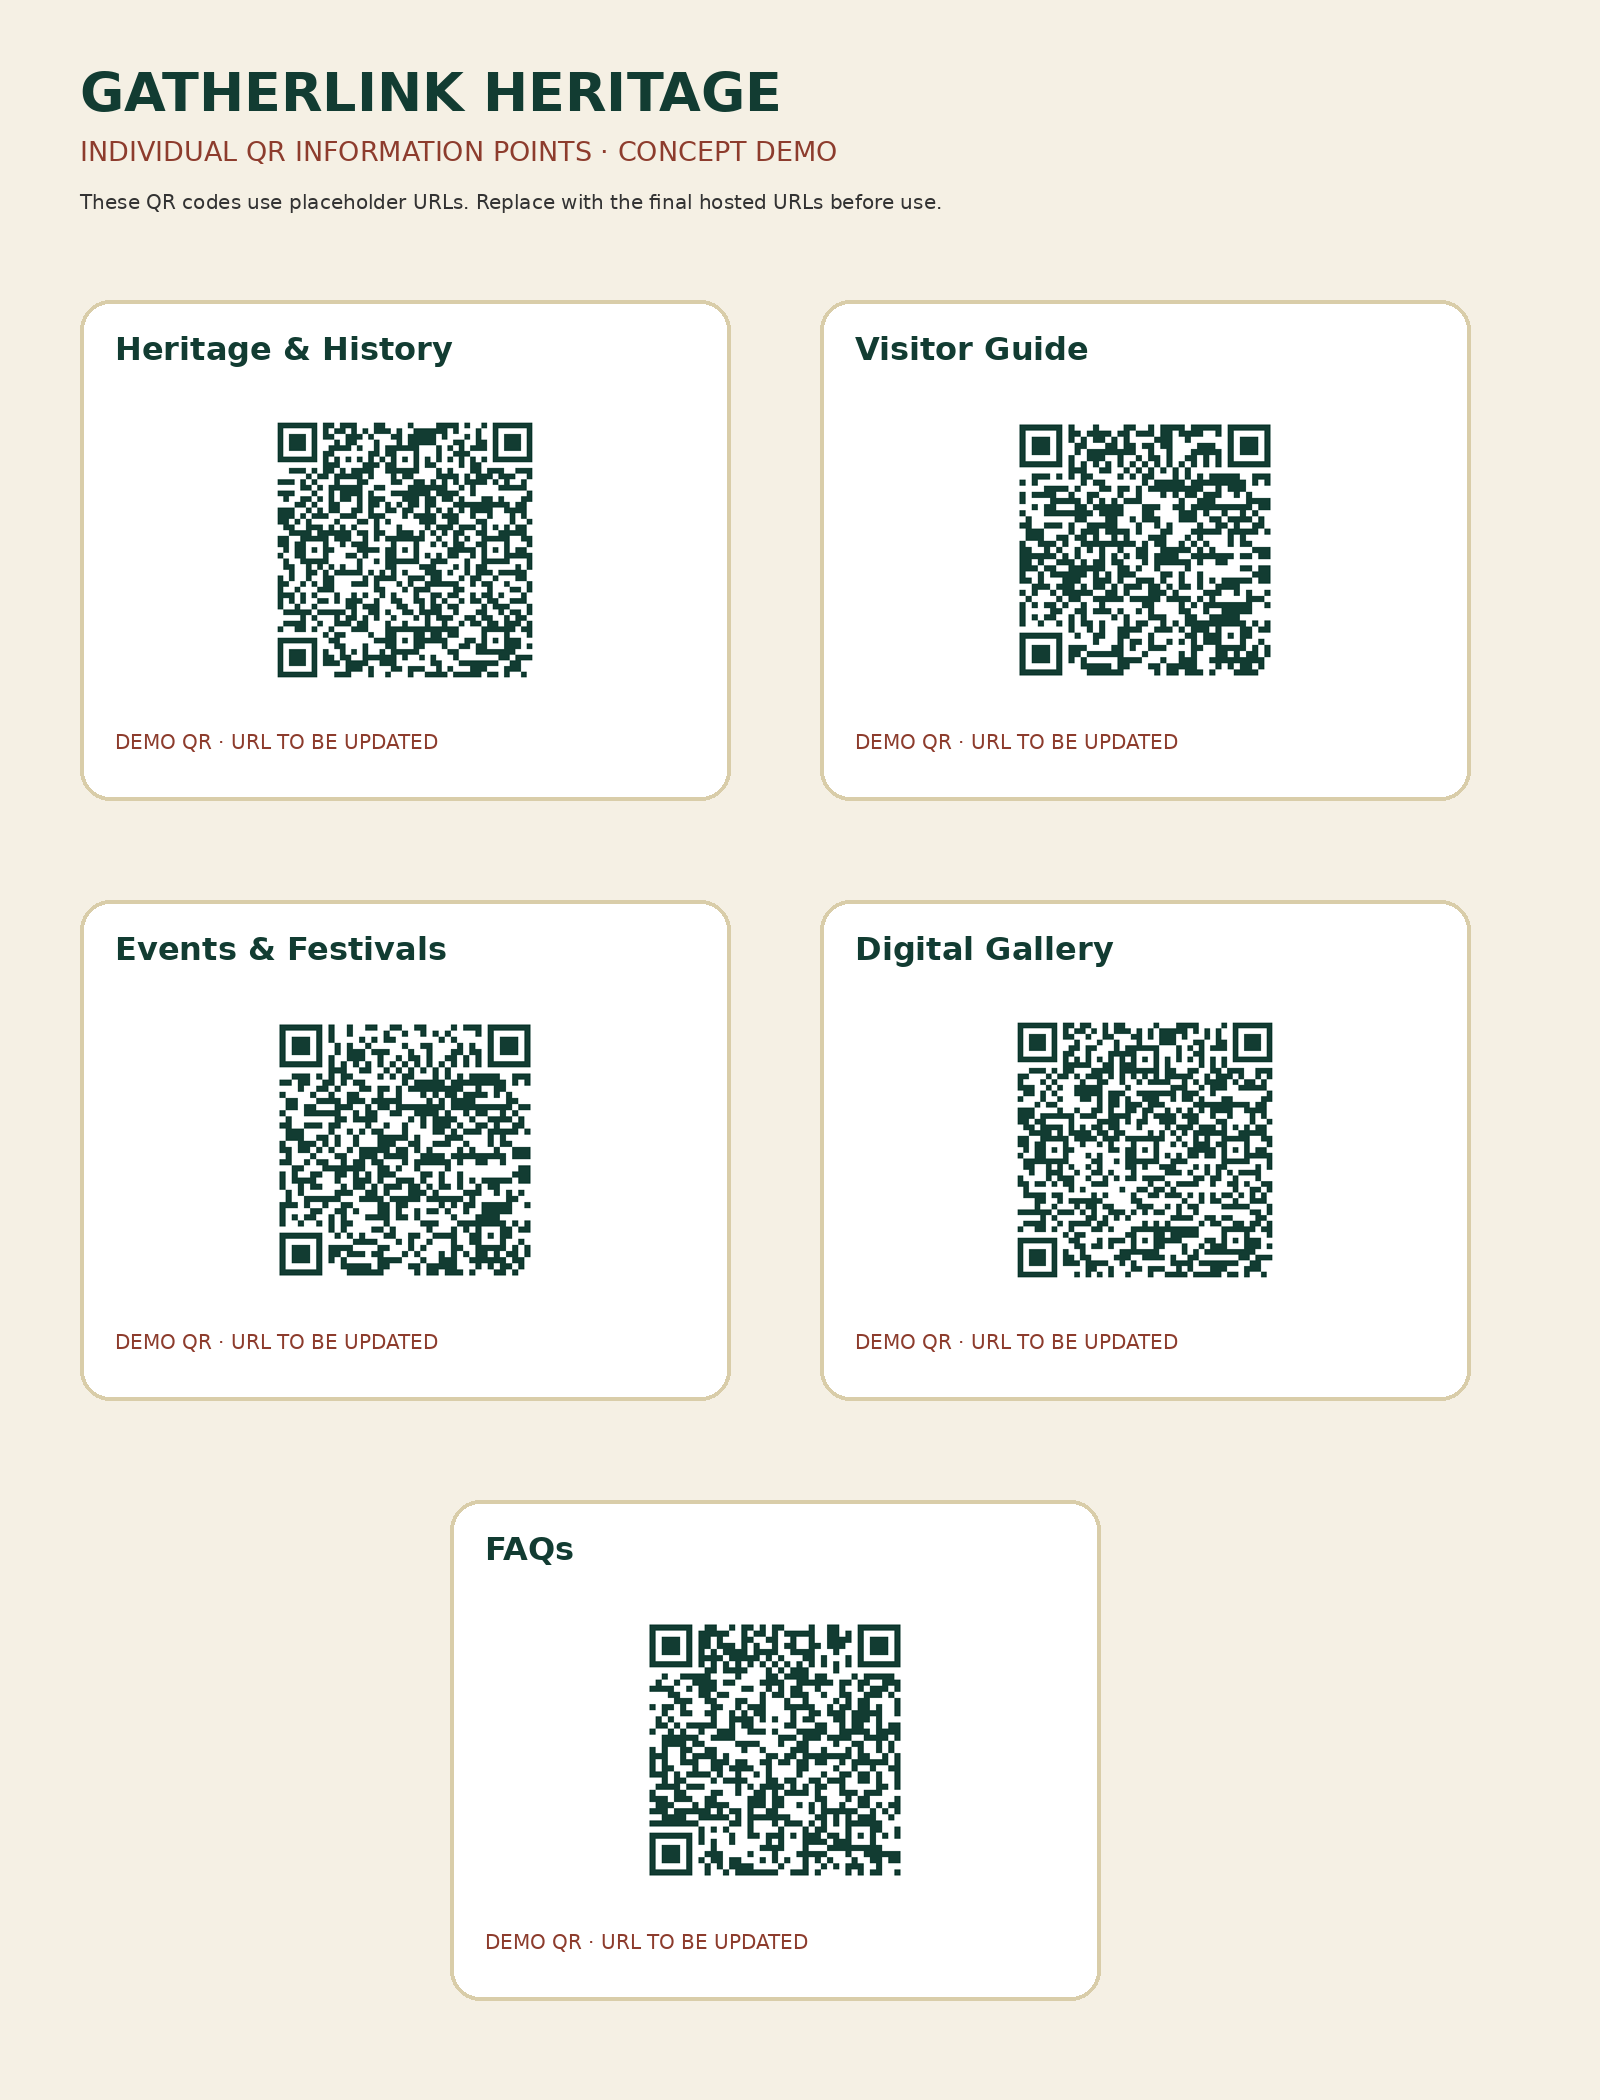 GATHERLINK HERITAGE
INDIVIDUAL QR INFORMATION POINTS · CONCEPT DEMO
These QR codes use placeholder URLs. Replace with the final hosted URLs before use.
Heritage & History
DEMO QR · URL TO BE UPDATED
Visitor Guide
DEMO QR · URL TO BE UPDATED
Events & Festivals
DEMO QR · URL TO BE UPDATED
Digital Gallery
DEMO QR · URL TO BE UPDATED
FAQs
DEMO QR · URL TO BE UPDATED